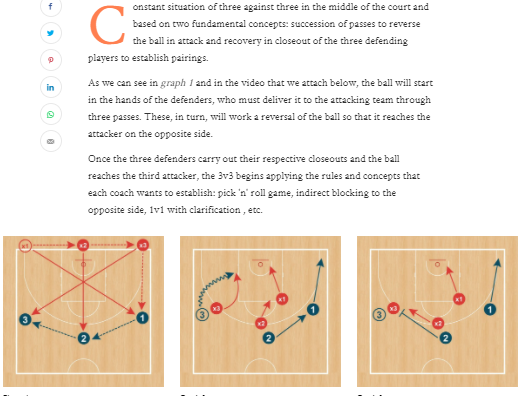 Constant situation of three against three in the middle of the court and
based on two fundamental concepts: succession of passes to reverse
the ball in attack and recovery in closeout of the three defending
players to establish pairings.
As we can see in graph 1 and in the video that we attach below, the ball will start
in the hands of the defenders, who must deliver it to the attacking team through
three passes. These, in turn, will work a reversal of the ball so that it reaches the
attacker on the opposite side.
Once the three defenders carry out their respective closeouts and the ball
reaches the third attacker, the 3v3 begins applying the rules and concepts that
each coach wants to establish: pick 'n' roll game, indirect blocking to the
opposite side, 1v1 with clarification , etc.
x1 x2 x3
3 2 1
3 x3 x1 x2 2 1
3 x3 x1 x2 2 1